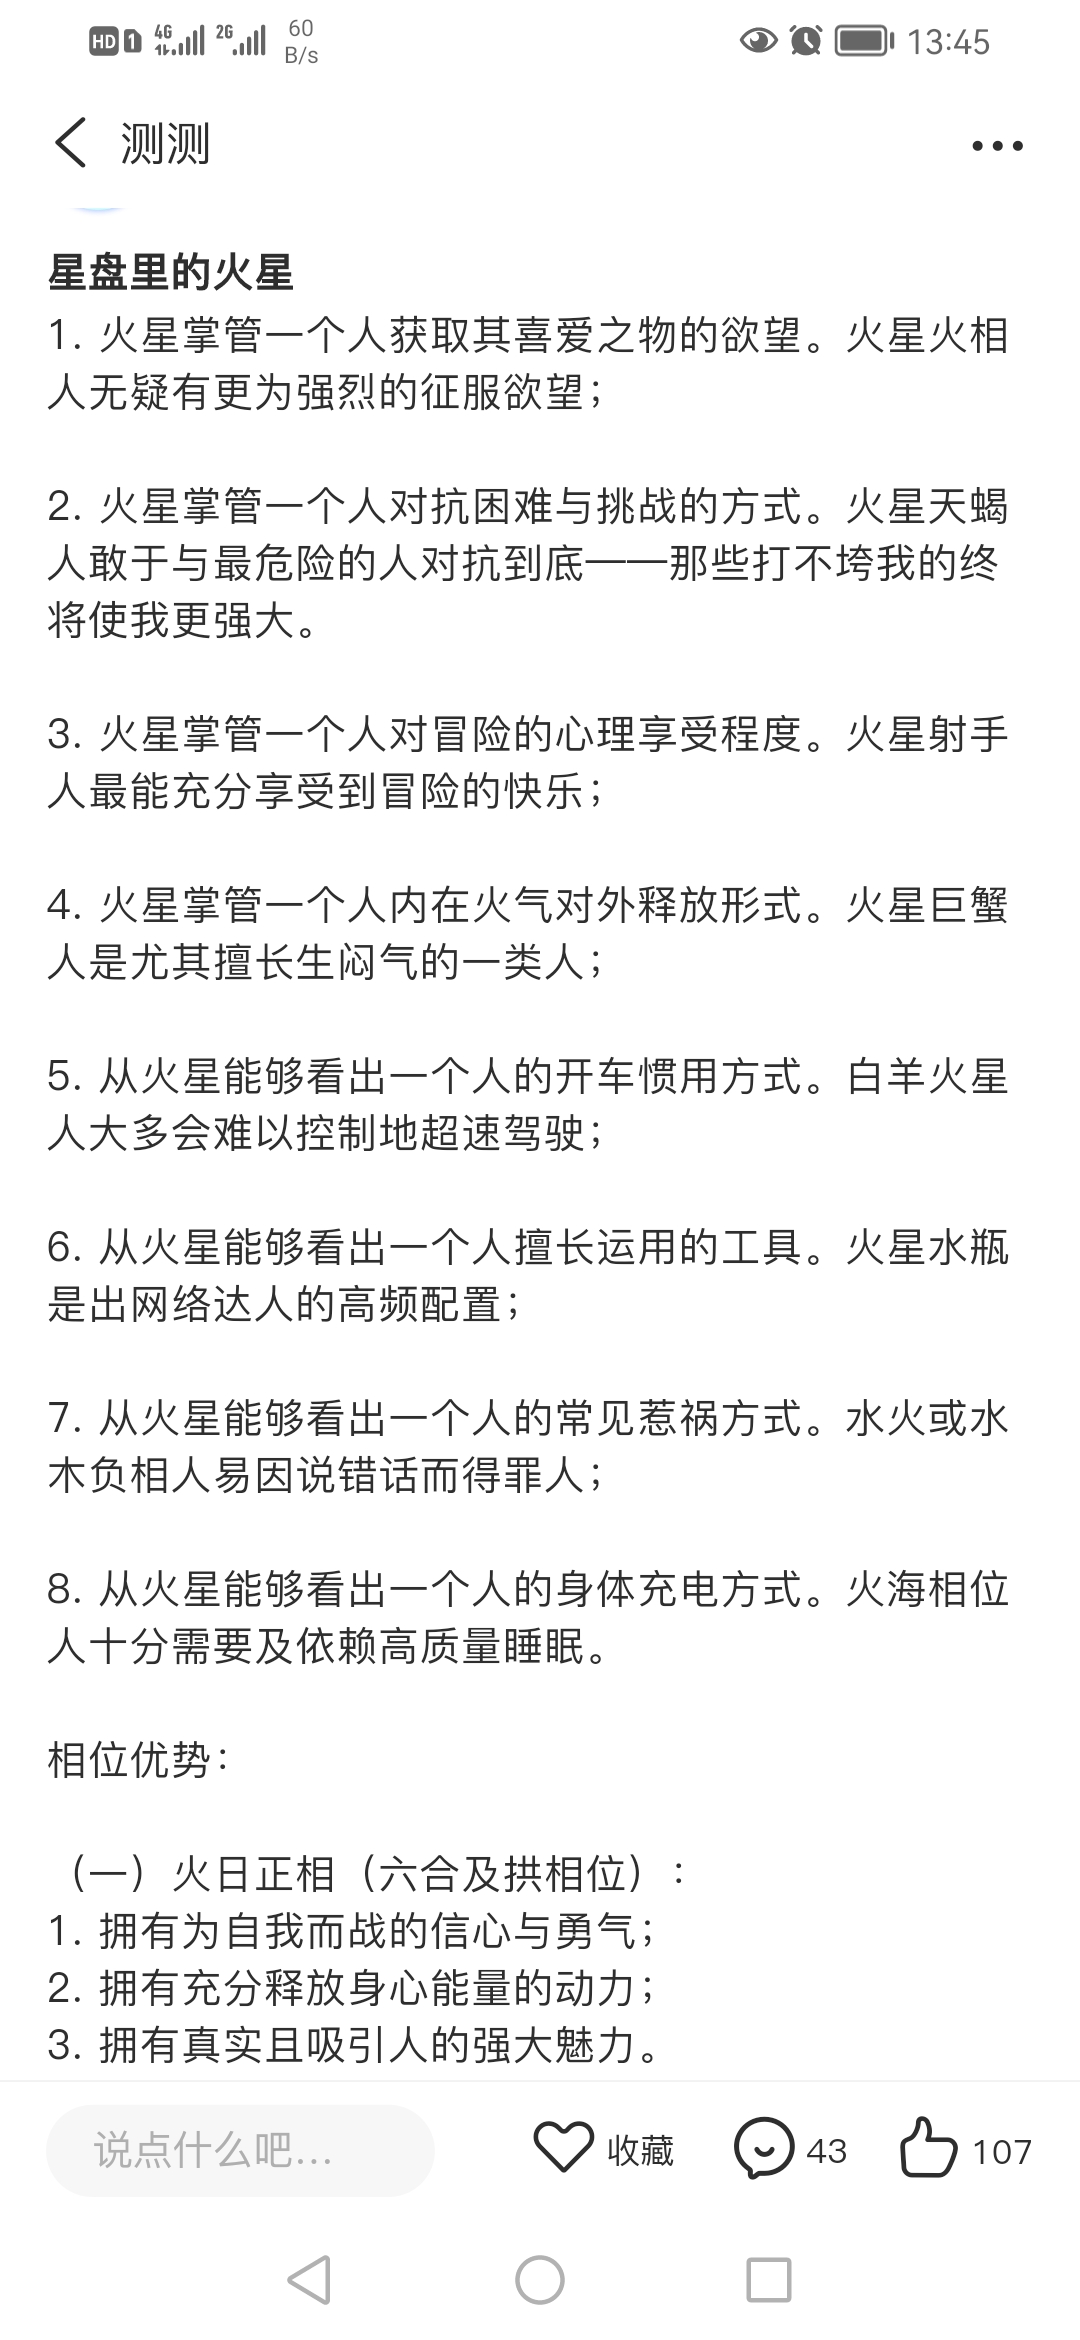 HD 1 4G 2G 60 B/s 13:45
测测
星盘里的火星
1. 火星掌管一个人获取其喜爱之物的欲望。火星火相
人无疑有更为强烈的征服欲望；
2. 火星掌管一个人对抗困难与挑战的方式。火星天蝎
人敢于与最危险的人对抗到底——那些打不垮我的终
将使我更强大。
3. 火星掌管一个人对冒险的心理享受程度。火星射手
人最能充分享受到冒险的快乐；
4. 火星掌管一个人内在火气对外释放形式。火星巨蟹
人是尤其擅长生闷气的一类人；
5. 从火星能够看出一个人的开车惯用方式。白羊火星
人大多会难以控制地超速驾驶；
6. 从火星能够看出一个人擅长运用的工具。火星水瓶
是出网络达人的高频配置；
7. 从火星能够看出一个人的常见惹祸方式。水火或水
木负相人易因说错话而得罪人；
8. 从火星能够看出一个人的身体充电方式。火海相位
人十分需要及依赖高质量睡眠。
相位优势：
（一）火日正相（六合及拱相位）：
1. 拥有为自我而战的信心与勇气；
2. 拥有充分释放身心能量的动力；
3. 拥有真实且吸引人的强大魅力。
说点什么吧... 收藏 43 107